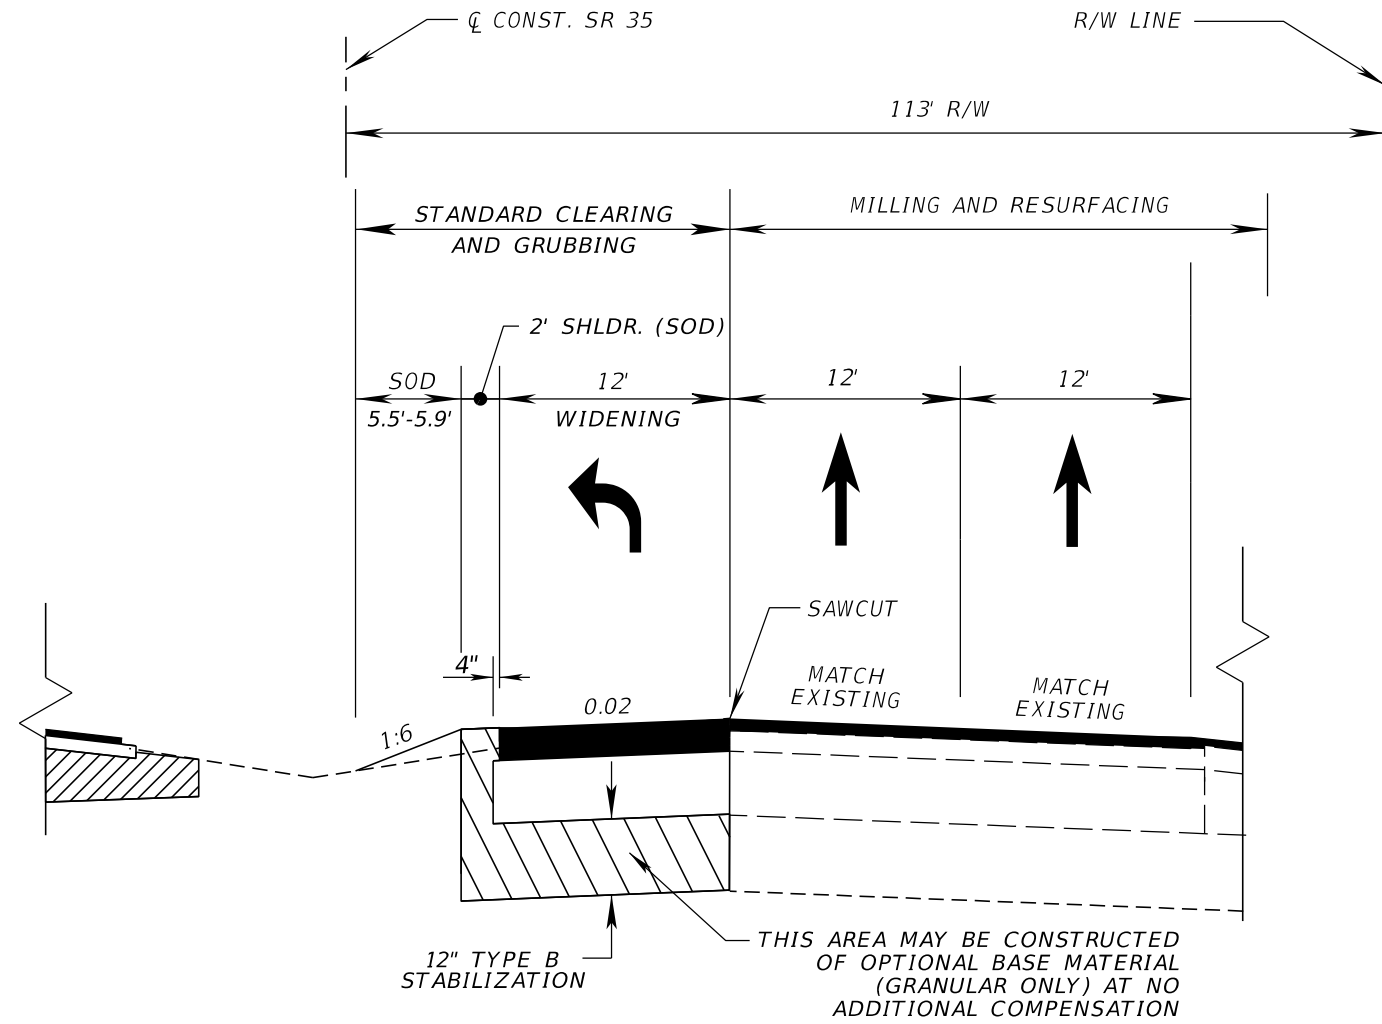 ℄ CONST. SR 35
R/W LINE
113' R/W
STANDARD CLEARING
AND GRUBBING
MILLING AND RESURFACING
2' SHLDR. (SOD)
SOD
5.5'-5.9'
12'
WIDENING
12'
12'
SAWCUT
4"
MATCH
EXISTING
MATCH
EXISTING
0.02
1:6
12" TYPE B
STABILIZATION
THIS AREA MAY BE CONSTRUCTED
OF OPTIONAL BASE MATERIAL
(GRANULAR ONLY) AT NO
ADDITIONAL COMPENSATION